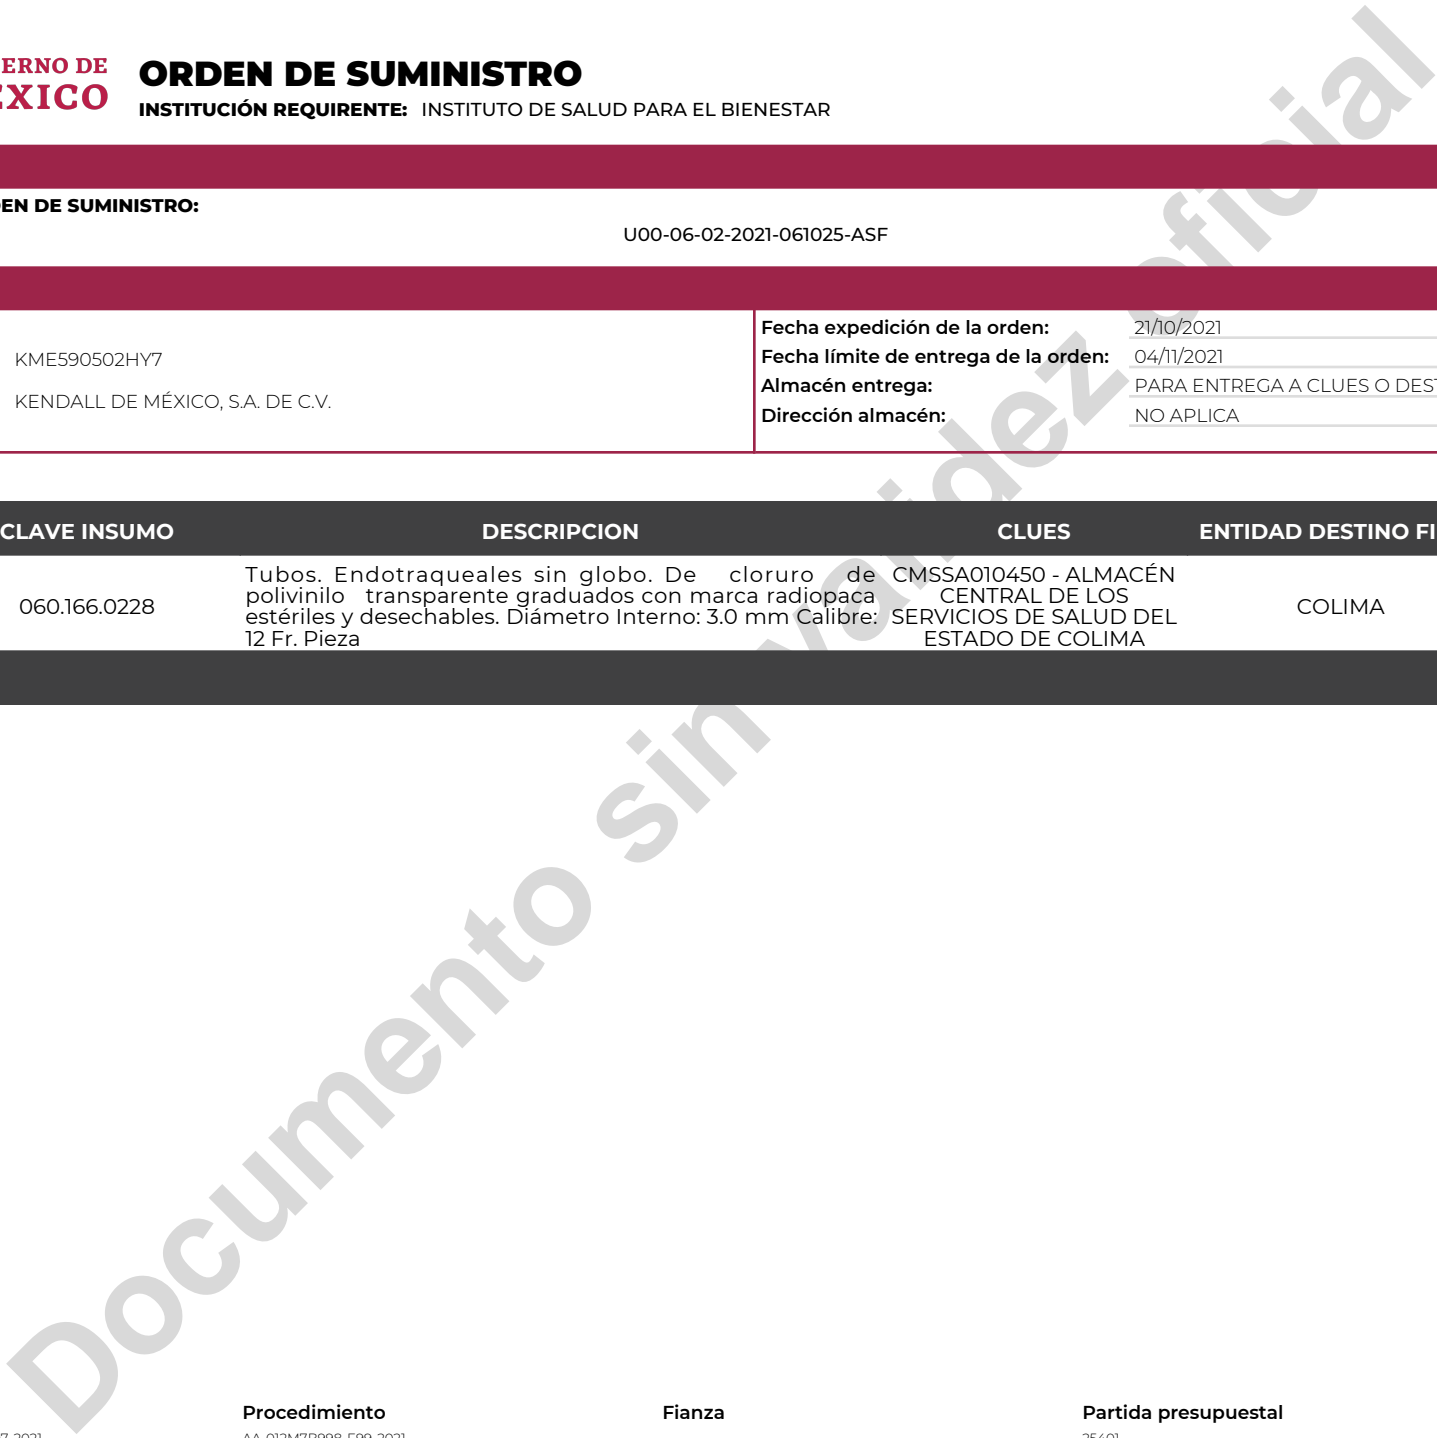 ERNO DE
ÉXICO
ORDEN DE SUMINISTRO
INSTITUCIÓN REQUIRENTE: INSTITUTO DE SALUD PARA EL BIENESTAR
EN DE SUMINISTRO:
U00-06-02-2021-061025-ASF
KME590502HY7
KENDALL DE MÉXICO, S.A. DE C.V.
Fecha expedición de la orden: 21/10/2021
Fecha límite de entrega de la orden: 04/11/2021
Almacén entrega: PARA ENTREGA A CLUES O DEST
Dirección almacén: NO APLICA
CLAVE INSUMO DESCRIPCION CLUES ENTIDAD DESTINO FI
060.166.0228
Tubos. Endotraqueales sin globo. De cloruro de
polivinilo transparente graduados con marca radiopaca
estériles y desechables. Diámetro Interno: 3.0 mm Calibre:
12 Fr. Pieza
CMSSA010450 - ALMACÉN
CENTRAL DE LOS
SERVICIOS DE SALUD DEL
ESTADO DE COLIMA
COLIMA
Documento sin validez oficial
Procedimiento Fianza Partida presupuestal